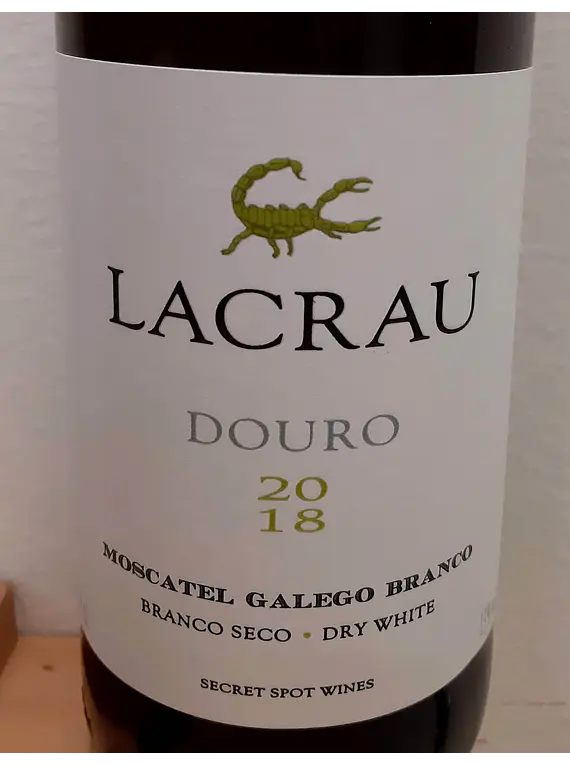 LACRAU
DOURO
20
18
MOSCATEL GALEGO BRANCO
BRANCO SECO • DRY WHITE
SECRET SPOT WINES